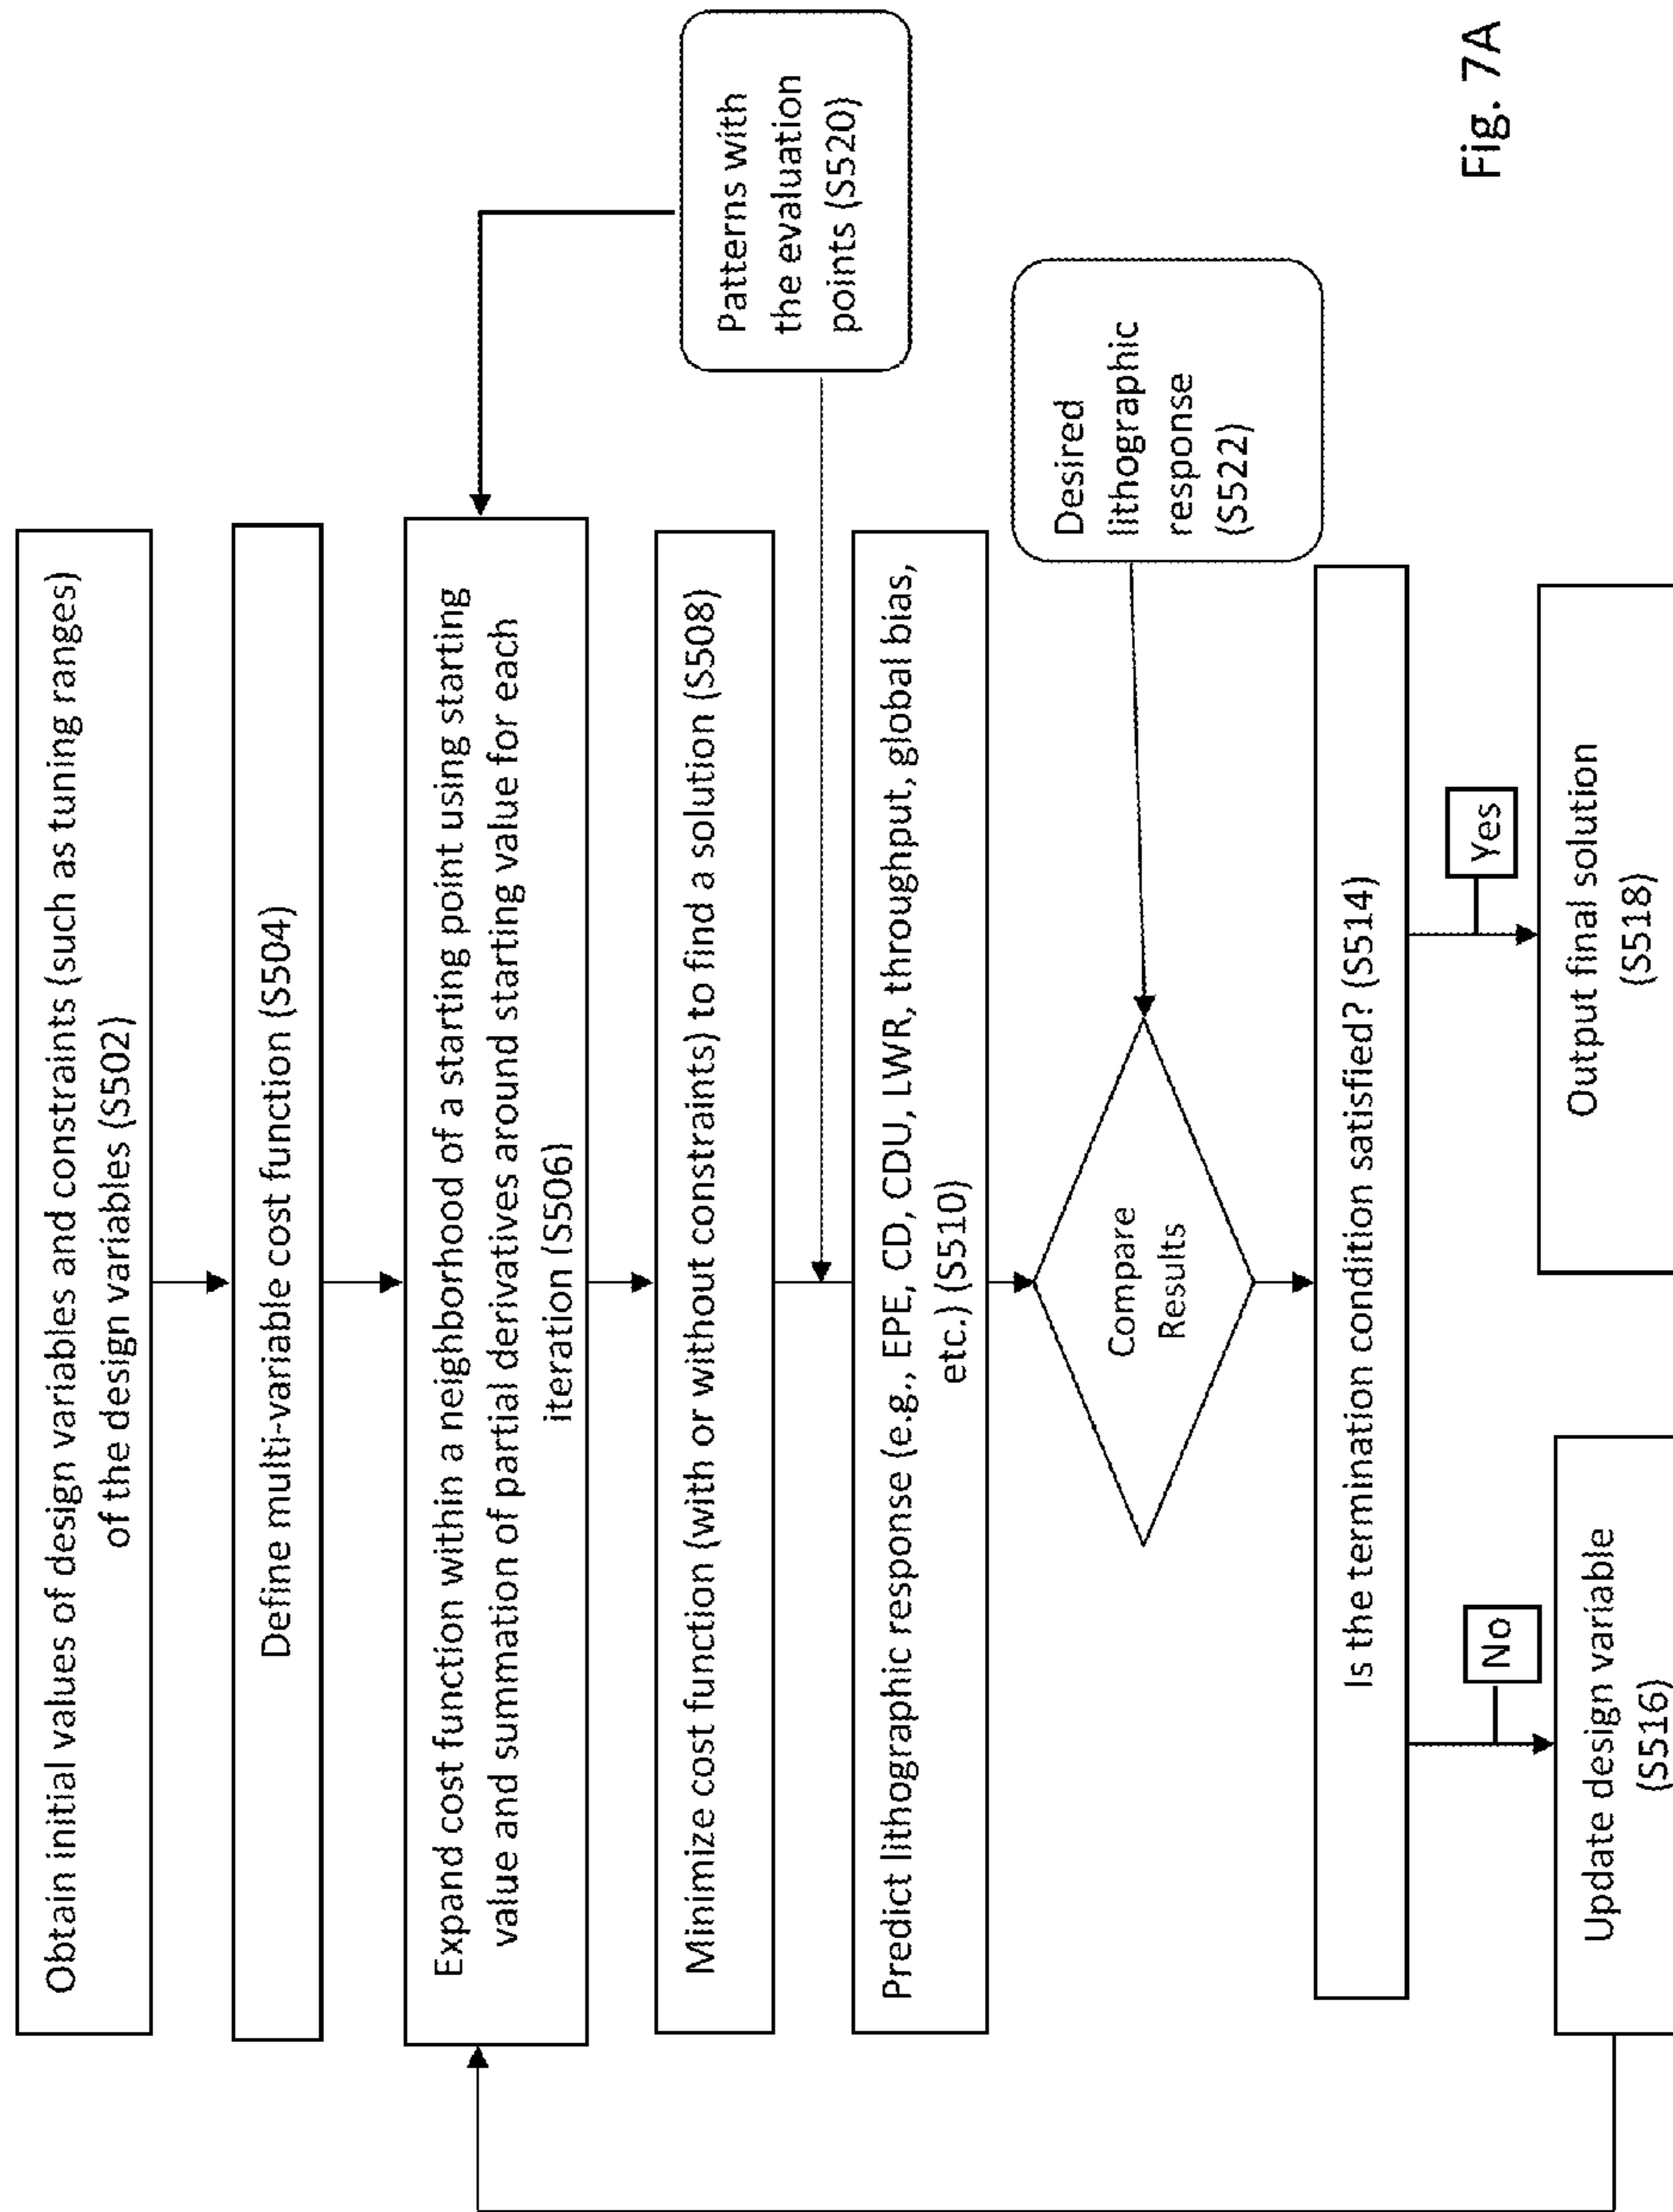 Obtain initial values of design variables and constraints (such as tuning ranges)
of the design variables (S502)
Define multi-variable cost function (S504)
Expand cost function within a neighborhood of a starting point using starting
value and summation of partial derivatives around starting value for each
iteration (S506)
Patterns with
the evaluation
points (S520)
Minimize cost function (with or without constraints) to find a solution (S508)
Predict lithographic response (e.g., EPE, CD, CDU, LWR, throughput, global bias,
etc.) (S510)
Desired
lithographic
response
(S522)
Compare
Results
Is the termination condition satisfied? (S514)
No
Yes
Update design variable
(S516)
Output final solution
(S518)
Fig. 7A